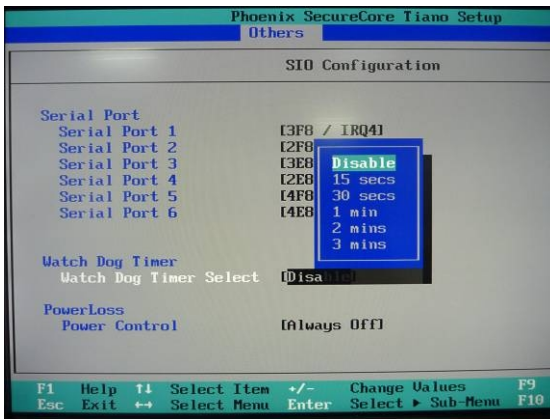 Phoenix SecureCore Tiano Setup
Others
SIO Configuration
Serial Port
Serial Port 1 [3F8 / IRQ4]
Serial Port 2 [2F8
Serial Port 3 [3E8
Serial Port 4 [2E8
Serial Port 5 [4F8
Serial Port 6 [4E8
Disable
15 secs
30 secs
1 min
2 mins
3 mins
Watch Dog Timer
Watch Dog Timer Select [Disable]
PowerLoss
Power Control [Always Off]
F1 Help ↑↓ Select Item +/- Change Values F9
Esc Exit ↔ Select Menu Enter Select ▶ Sub-Menu F10